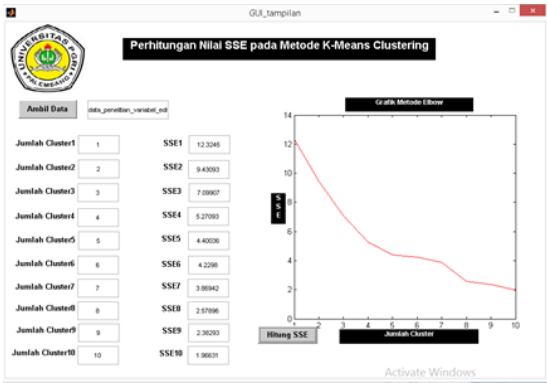 GUI_tampilan
UNIVERSITAS PGRI
PALEMBANG
Perhitungan Nilai SSE pada Metode K-Means Clustering
Ambil Data
data_penelitian_variabel_edi
Jumlah Cluster1 1 SSE1 12.3245
Jumlah Cluster2 2 SSE2 9.43093
Jumlah Cluster3 3 SSE3 7.09907
Jumlah Cluster4 4 SSE4 5.27093
Jumlah Cluster5 5 SSE5 4.40036
Jumlah Cluster6 6 SSE6 4.2298
Jumlah Cluster7 7 SSE7 3.86942
Jumlah Cluster8 8 SSE8 2.57896
Jumlah Cluster9 9 SSE9 2.38293
Jumlah Cluster10 10 SSE10 1.96631
Grafik Metode Elbow
14
12
10
8
6
4
2
0
SSE
1 2 3 4 5 6 7 8 9 10
Hitung SSE
Jumlah Cluster
Activate Windows